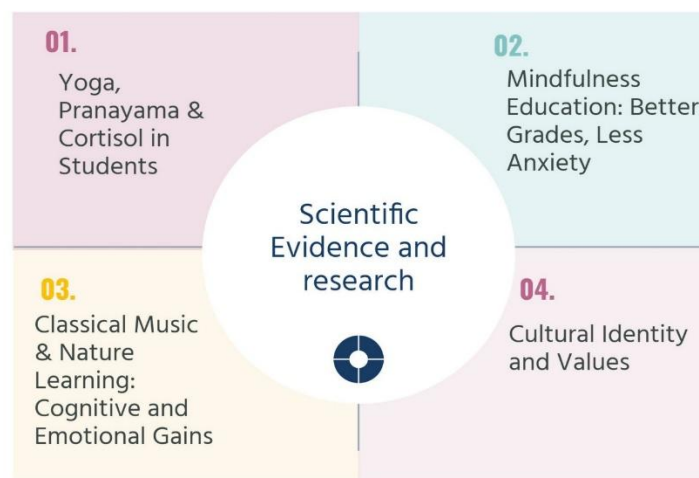 01.
Yoga,
Pranayama &
Cortisol in
Students
02.
Mindfulness
Education: Better
Grades, Less
Anxiety
Scientific
Evidence and
research
03.
Classical Music
& Nature
Learning:
Cognitive and
Emotional Gains
04.
Cultural Identity
and Values